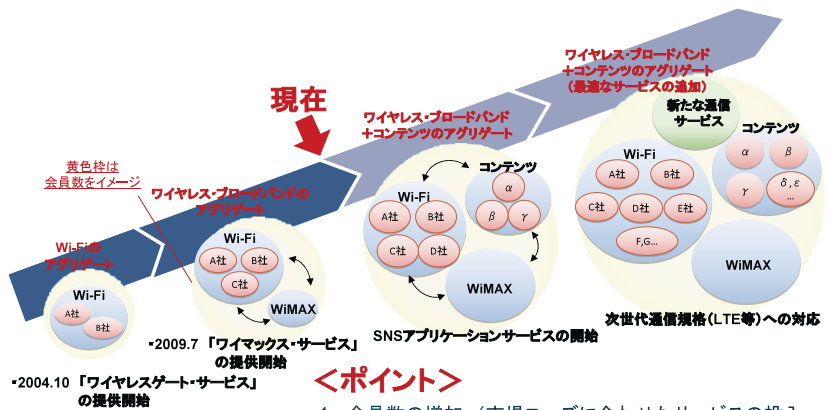 ワイヤレス・ブロードバンド
＋コンテンツのアグリゲート
（最適なサービスの追加）
新たな通信
サービス
コンテンツ
α
β
γ
δ,ε
...
Wi-Fi
A社
B社
C社
D社
E社
F,G...
WiMAX
次世代通信規格（LTE等）への対応
現在
ワイヤレス・ブロードバンド
＋コンテンツのアグリゲート
コンテンツ
α
β
γ
Wi-Fi
A社
B社
C社
D社
WiMAX
SNSアプリケーションサービスの開始
黄色枠は
会員数をイメージ
ワイヤレス・ブロードバンドの
アグリゲート
Wi-Fi
A社
B社
C社
WiMAX
・2009.7 「ワイマックス・サービス」
の提供開始
Wi-Fiの
アグリゲート
Wi-Fi
A社
B社
・2004.10 「ワイヤレスゲート・サービス」
の提供開始
＜ポイント＞